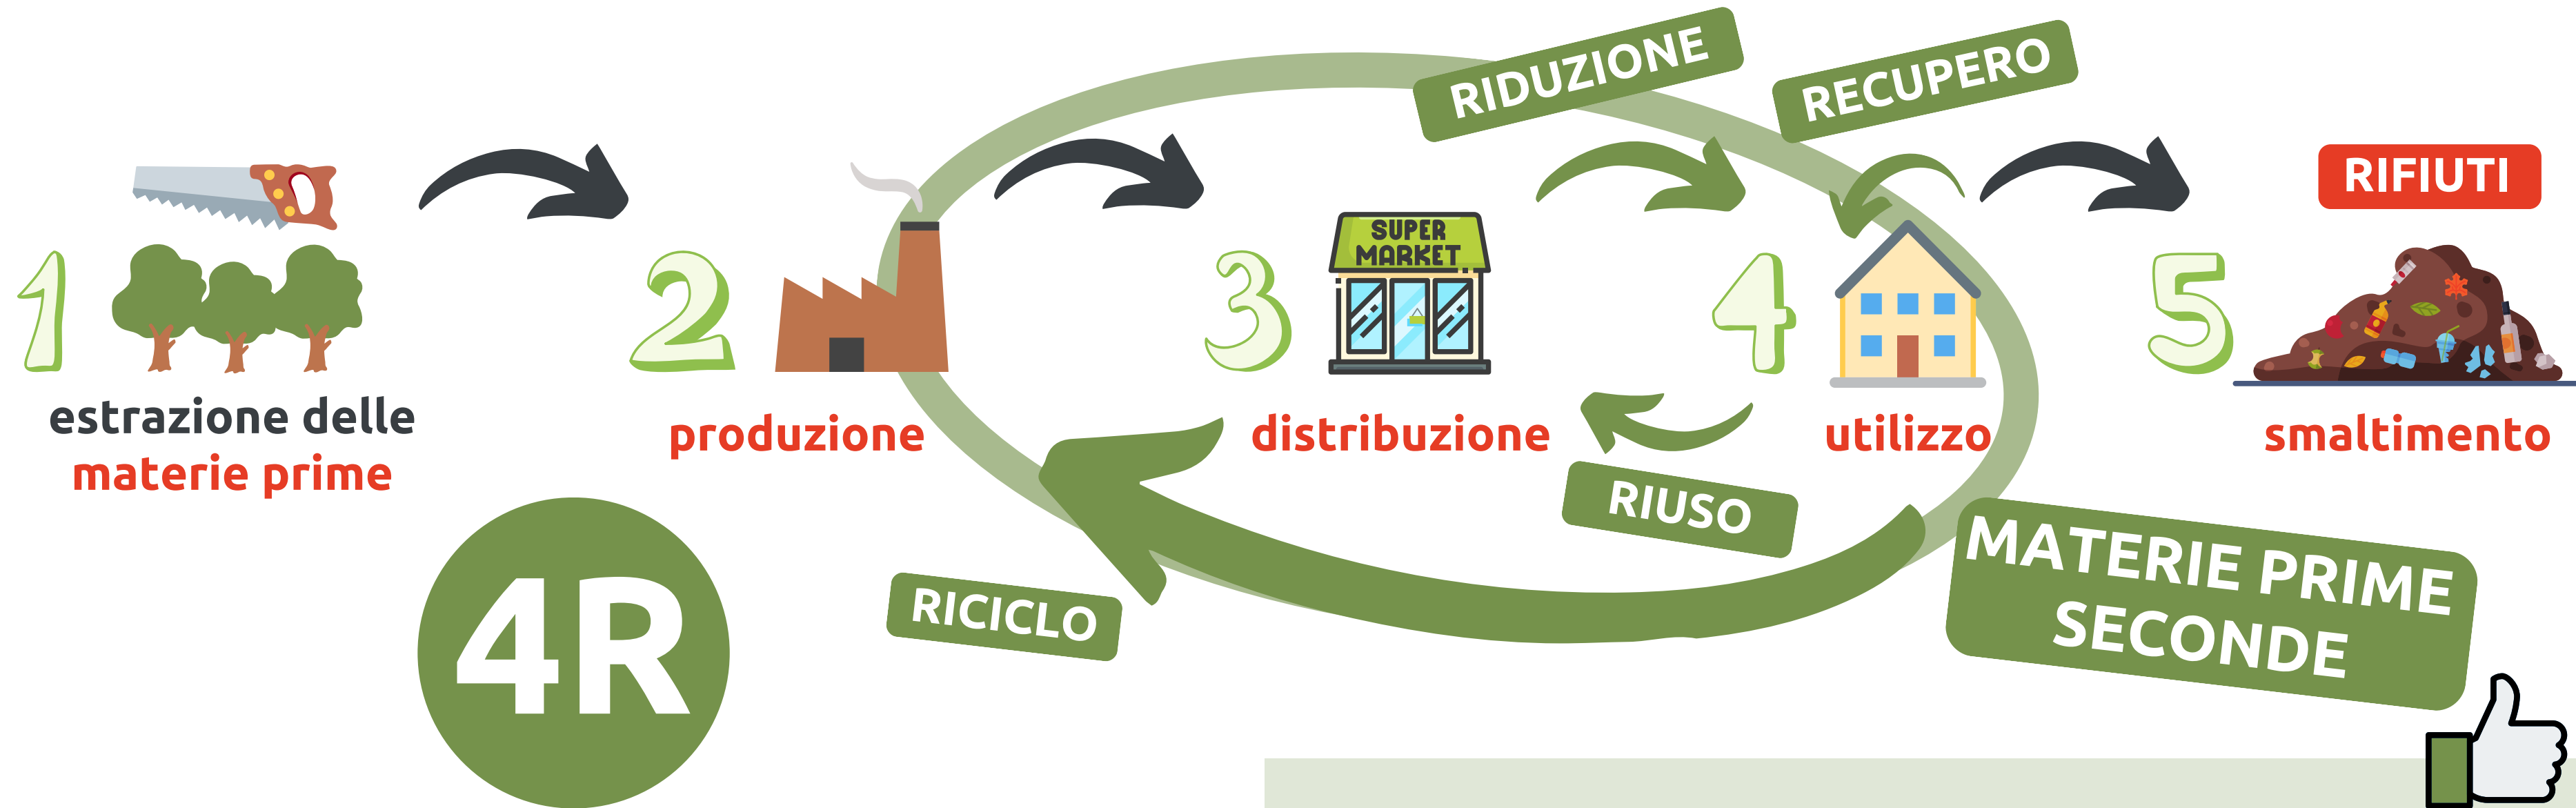 RIDUZIONE
RECUPERO
RIFIUTI
SUPER
MARKET
1
2
3
4
5
estrazione delle
materie prime
produzione
distribuzione
utilizzo
smaltimento
RIUSO
RICICLO
MATERIE PRIME
SECONDE
4R